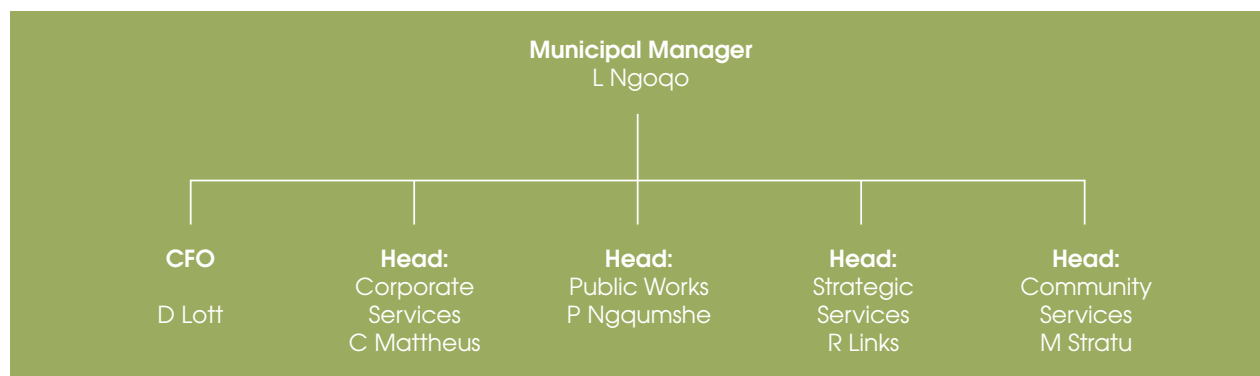 Municipal Manager
L Ngoqo
CFO
D Lott
Head:
Corporate
Services
C Mattheus
Head:
Public Works
P Ngqumshe
Head:
Strategic
Services
R Links
Head:
Community
Services
M Stratu